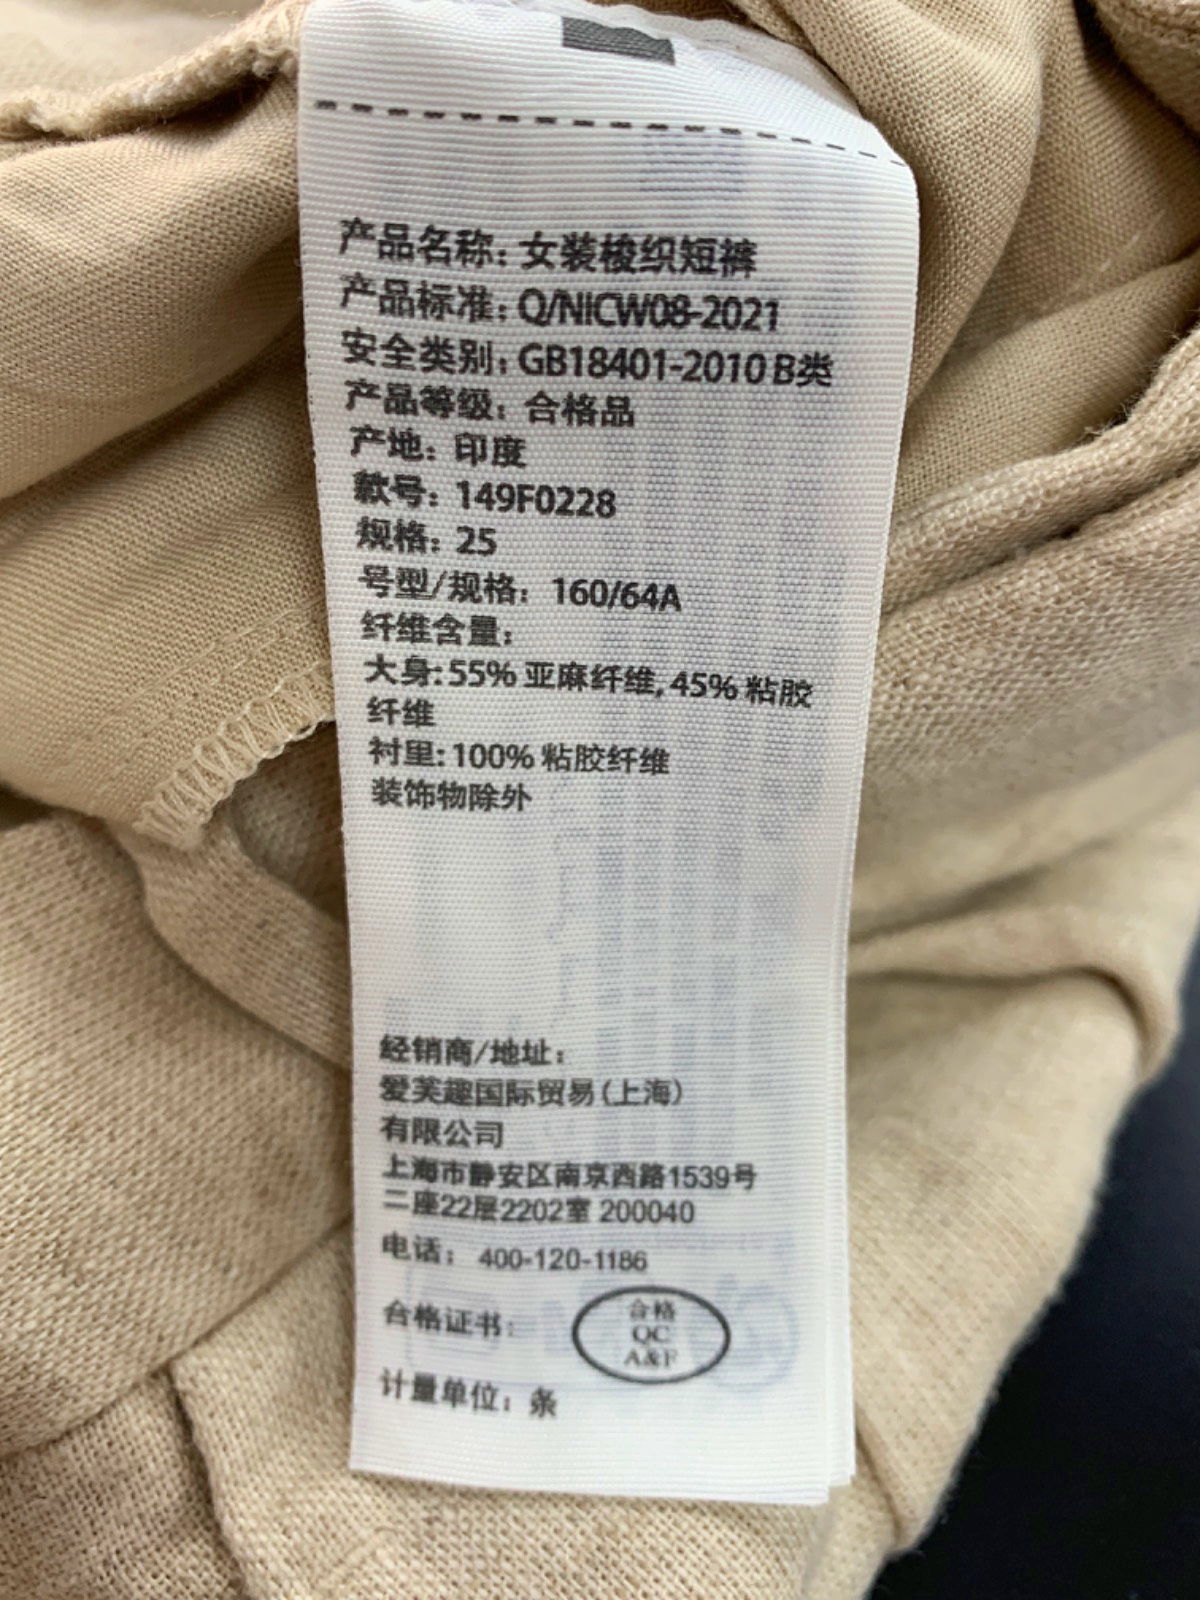 产品名称: 女装梭织短裤
产品标准: Q/NICW08-2021
安全类别: GB18401-2010 B类
产品等级: 合格品
产地: 印度
款号: 149F0228
规格: 25
号型/规格: 160/64A
纤维含量:
大身: 55% 亚麻纤维, 45% 粘胶
纤维
衬里: 100% 粘胶纤维
装饰物除外
经销商/地址:
爱芙趣国际贸易(上海)
有限公司
上海市静安区南京西路1539号
二座22层2202室 200040
电话: 400-120-1186
合格证书: 合格
QC
A&F
计量单位: 条